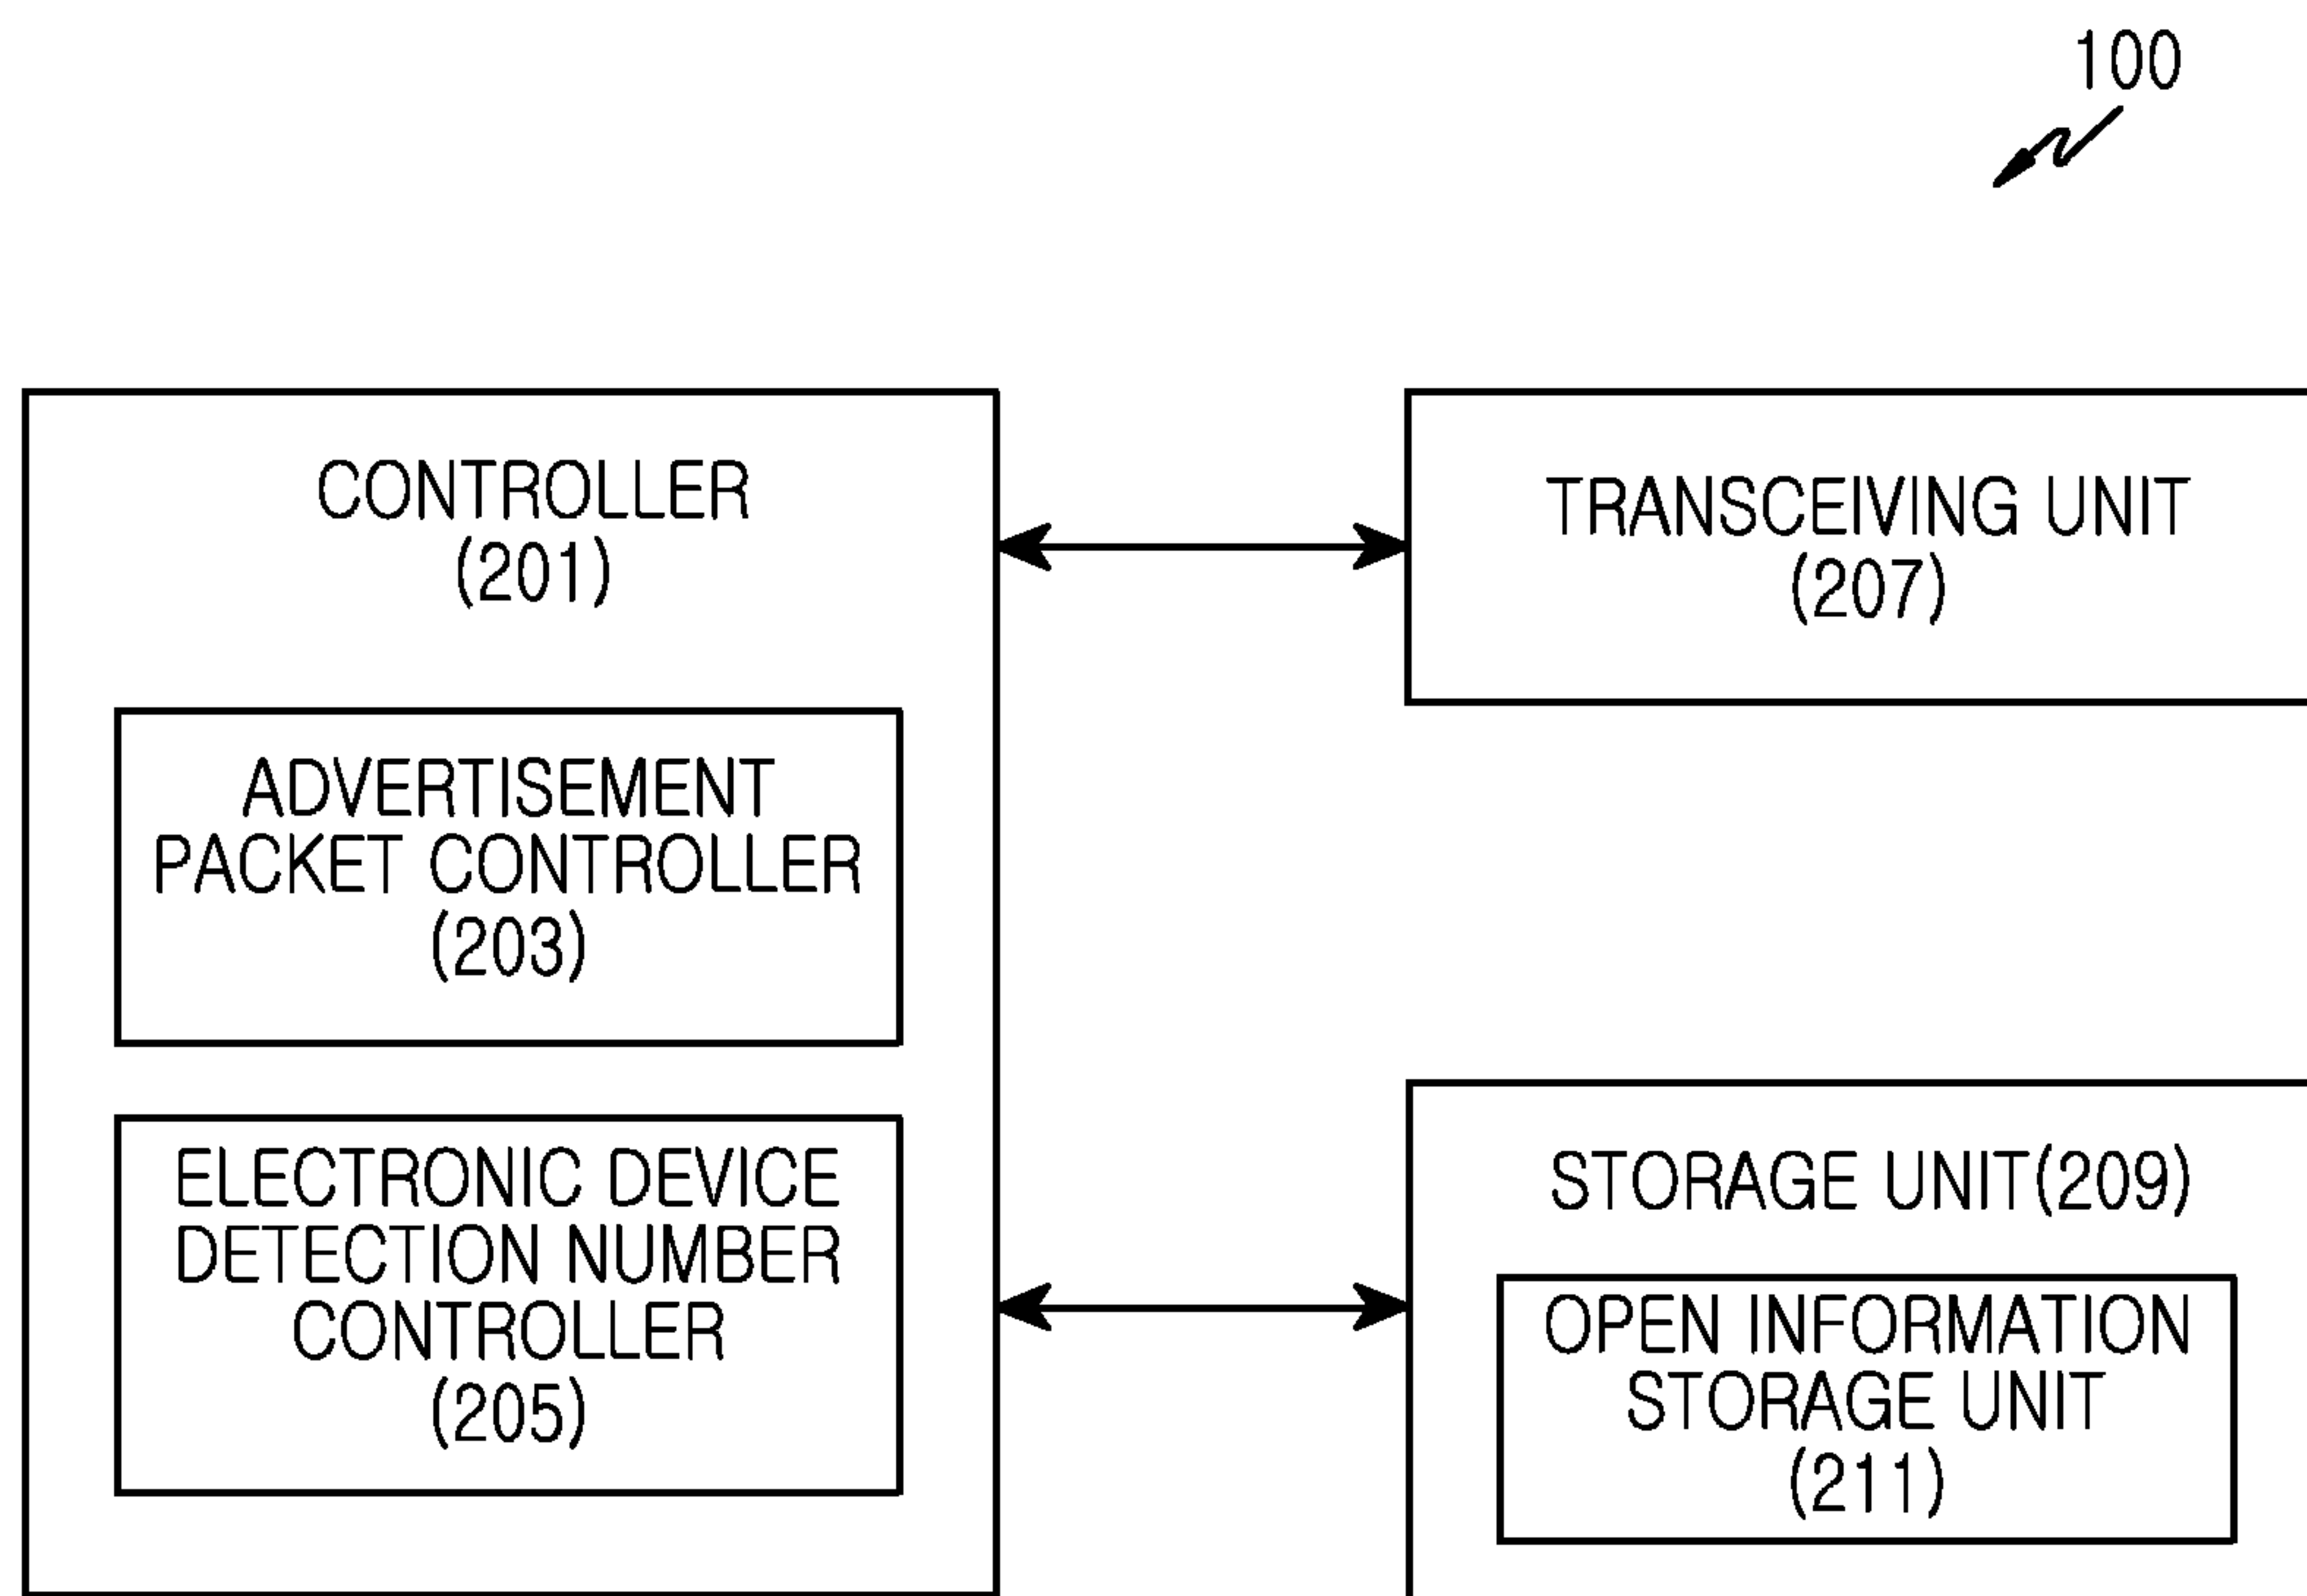 100
CONTROLLER
(201)
ADVERTISEMENT
PACKET CONTROLLER
(203)
ELECTRONIC DEVICE
DETECTION NUMBER
CONTROLLER
(205)
TRANSCEIVING UNIT
(207)
STORAGE UNIT(209)
OPEN INFORMATION
STORAGE UNIT
(211)